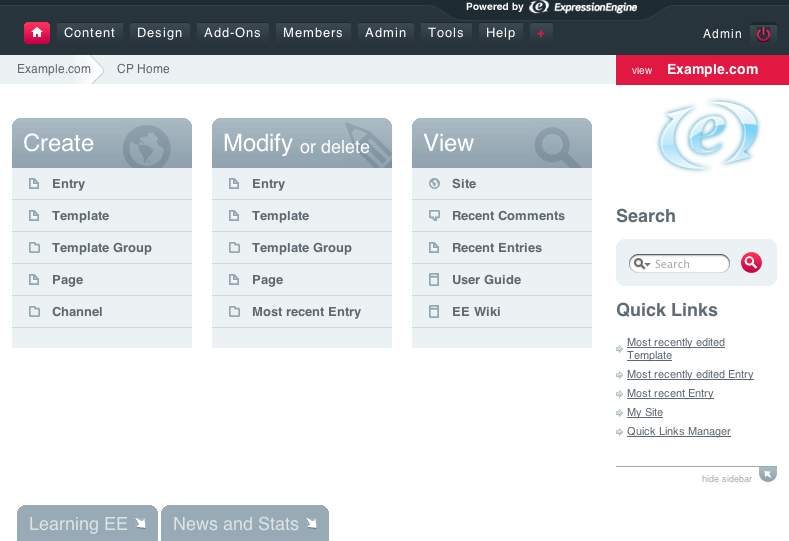 Powered by ExpressionEngine
Content Design Add-Ons Members Admin Tools Help + Admin
Example.com CP Home
view Example.com
Create
Entry
Template
Template Group
Page
Channel
Modify or delete
Entry
Template
Template Group
Page
Most recent Entry
View
Site
Recent Comments
Recent Entries
User Guide
EE Wiki
Search
Search
Quick Links
Most recently edited
Template
Most recently edited Entry
Most recent Entry
My Site
Quick Links Manager
hide sidebar
Learning EE
News and Stats